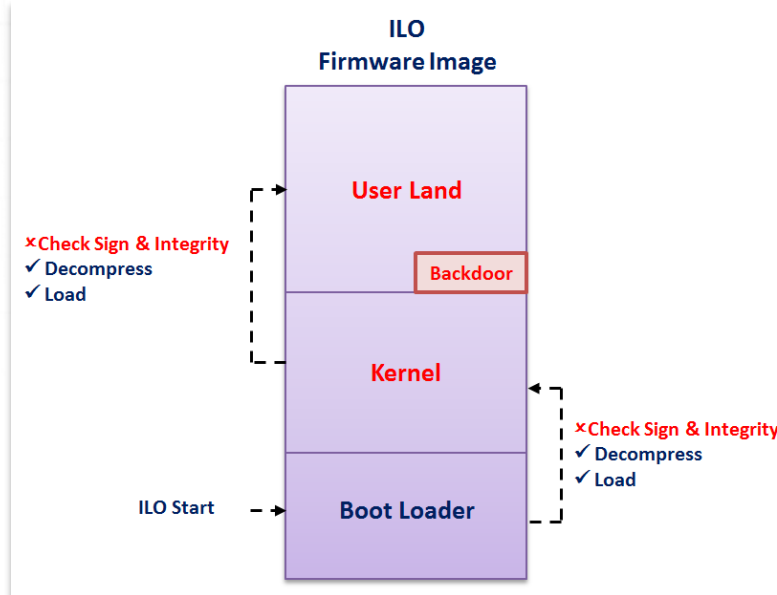 ILO
Firmware Image
User Land
✗Check Sign & Integrity
✓ Decompress
✓ Load
Backdoor
Kernel
✗Check Sign & Integrity
✓ Decompress
✓ Load
ILO Start
Boot Loader